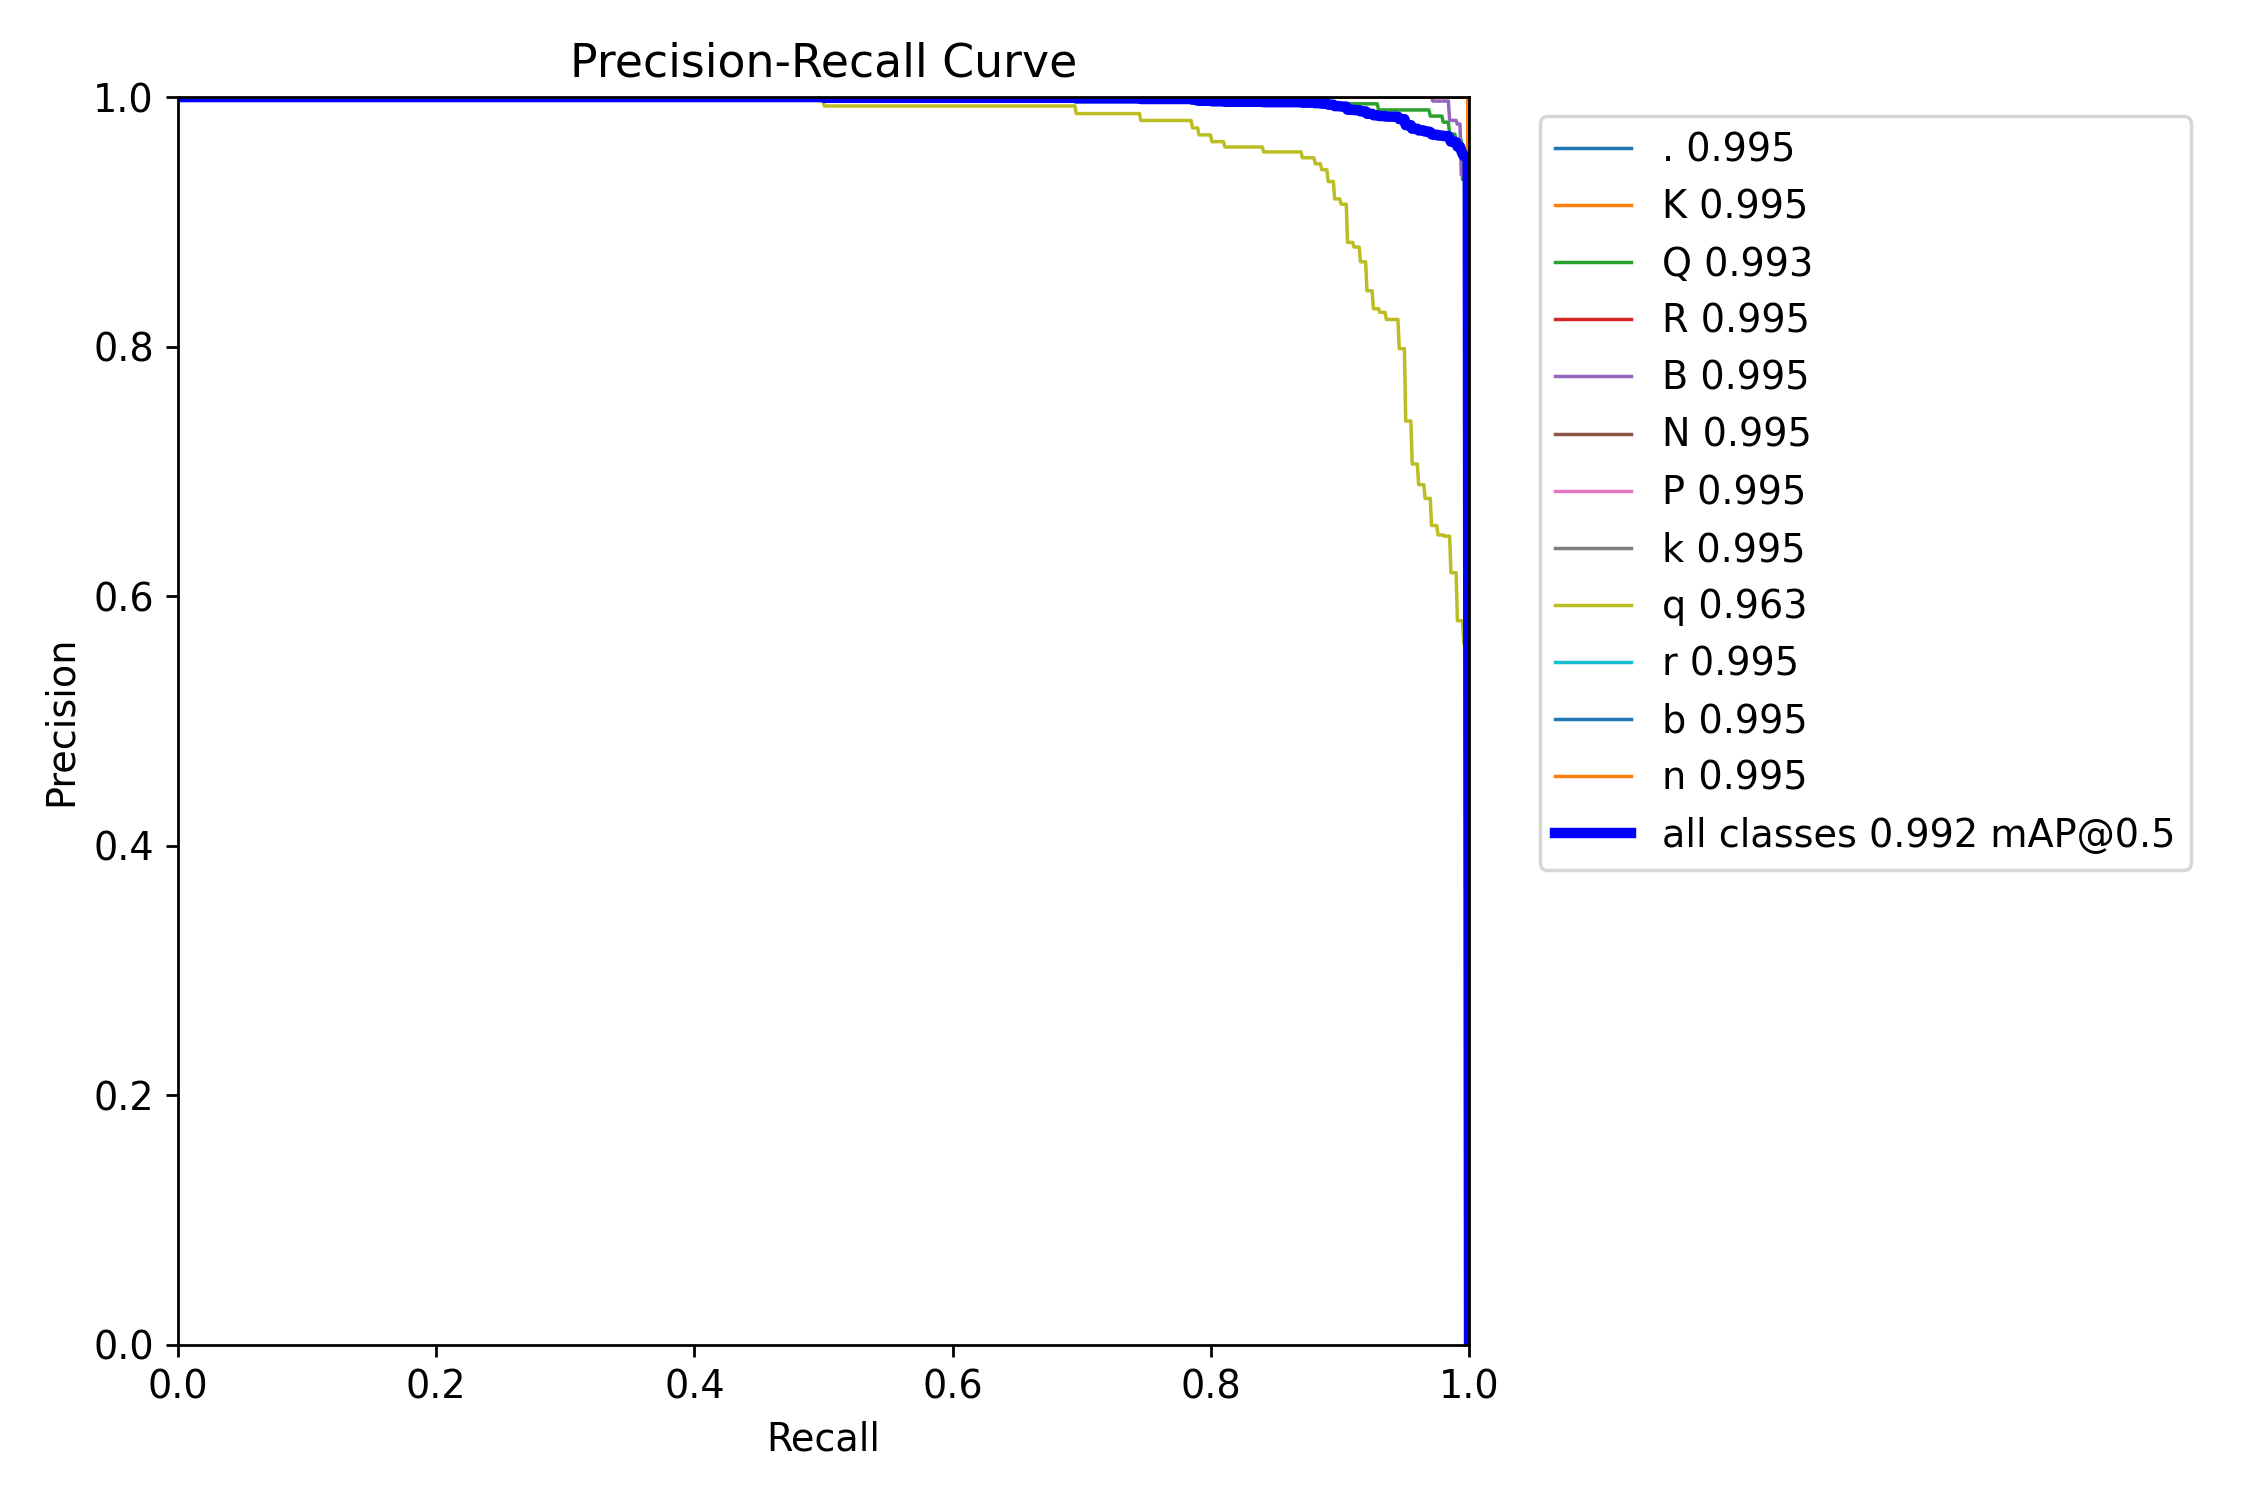 Precision-Recall Curve
1.0
0.8
0.6
0.4
0.2
0.0
Precision
0.0 0.2 0.4 0.6 0.8 1.0
Recall
. 0.995
K 0.995
Q 0.993
R 0.995
B 0.995
N 0.995
P 0.995
k 0.995
q 0.963
r 0.995
b 0.995
n 0.995
all classes 0.992 mAP@0.5